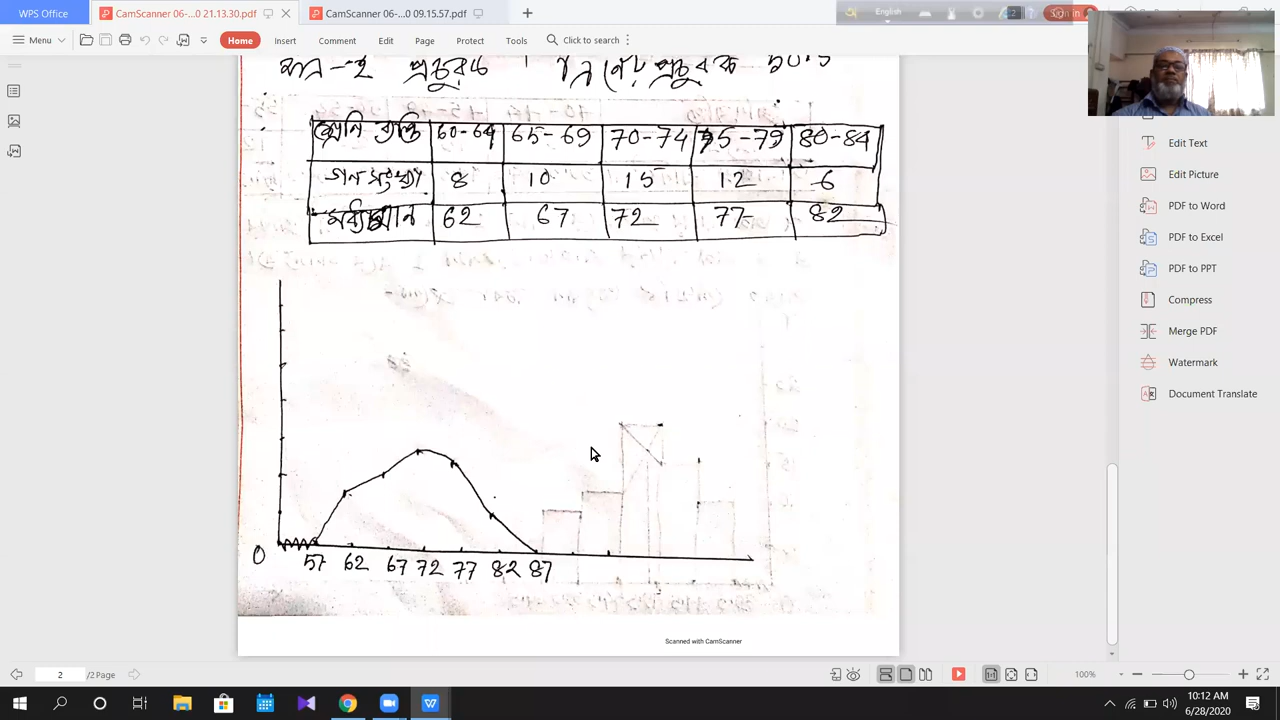 WPS Office CamScanner 06-... 0 21.13.30.pdf CamScanner 06-... 09.15.57.pdf + English
Menu Home Insert Comment Edit Page Protect Tools Click to search
শ্রেনি ব্যপ্তি 60-64 65-69 70-74 75-79 80-84
গন সংখ্যা 8 10 15 12 6
মধ্যমান 62 67 72 77 82
0 57 62 67 72 77 82 87
Scanned with CamScanner
Edit Text
Edit Picture
PDF to Word
PDF to Excel
PDF to PPT
Compress
Merge PDF
Watermark
Document Translate
2 /2 Page 100%
10:12 AM
6/28/2020